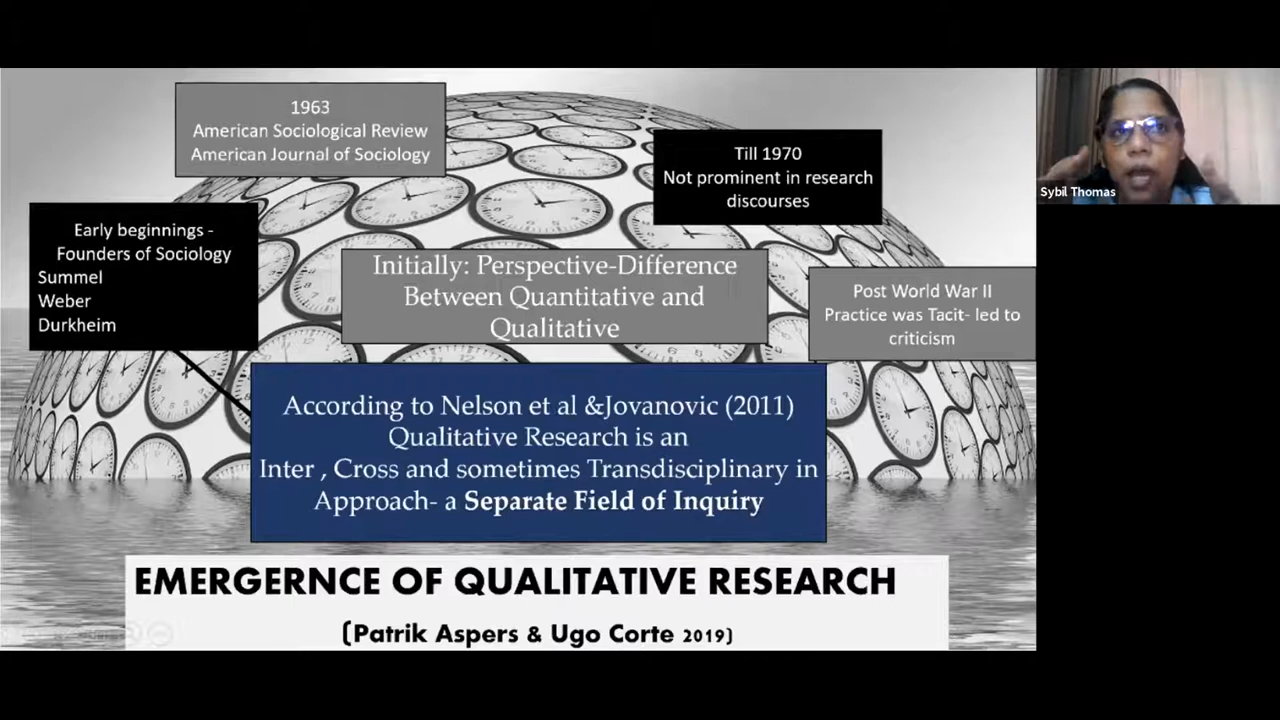 1963
American Sociological Review
American Journal of Sociology
Till 1970
Not prominent in research
discourses
Early beginnings -
Founders of Sociology
Summel
Weber
Durkheim
Initially: Perspective-Difference
Between Quantitative and
Qualitative
Post World War II
Practice was Tacit- led to
criticism
According to Nelson et al &Jovanovic (2011)
Qualitative Research is an
Inter , Cross and sometimes Transdisciplinary in
Approach- a Separate Field of Inquiry
EMERGERNCE OF QUALITATIVE RESEARCH
(Patrik Aspers & Ugo Corte 2019)
Sybil Thomas